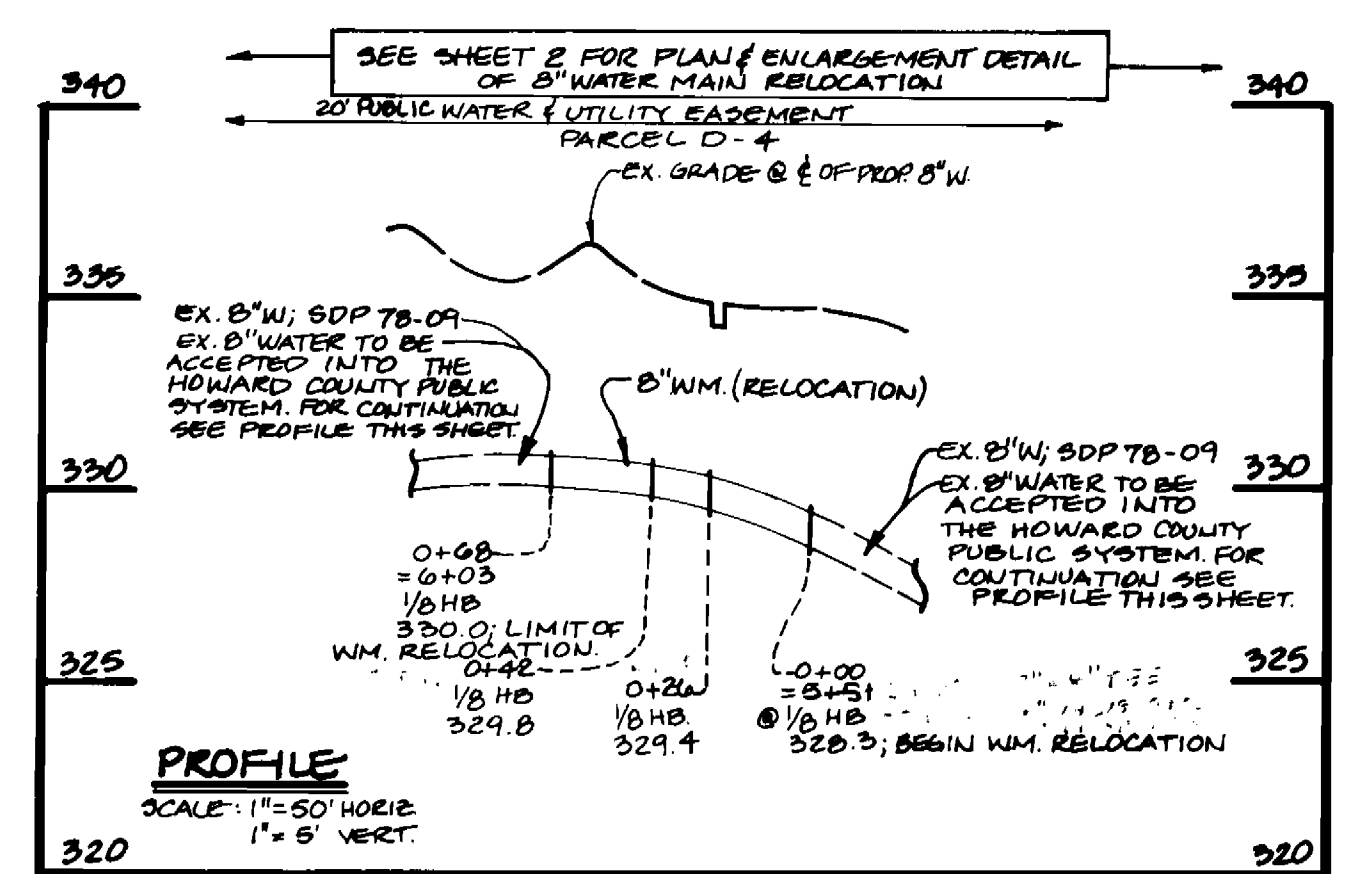 SEE SHEET 2 FOR PLAN & ENLARGEMENT DETAIL
OF 8" WATER MAIN RELOCATION
340
340
20' PUBLIC WATER & UTILITY EASEMENT
PARCEL D-4
EX. GRADE @ ℄ OF PROP. 8" W.
335
335
EX. 8" W; SDP 78-09
EX. 8" WATER TO BE
ACCEPTED INTO THE
HOWARD COUNTY PUBLIC
SYSTEM. FOR CONTINUATION
SEE PROFILE THIS SHEET.
8" WM. (RELOCATION)
330
330
EX. 8" W; SDP 78-09
EX. 8" WATER TO BE
ACCEPTED INTO
THE HOWARD COUNTY
PUBLIC SYSTEM. FOR
CONTINUATION SEE
PROFILE THIS SHEET.
0+68
= 6+03
1/8 HB
330.0; LIMIT OF
WM. RELOCATION.
325
325
0+42
1/8 HB
329.8
0+26
1/8 HB.
329.4
0+00
= 5+51
@ 1/8 HB
328.3; BEGIN WM. RELOCATION
PROFILE
SCALE: 1"=50' HORIZ
1"= 5' VERT.
320
320